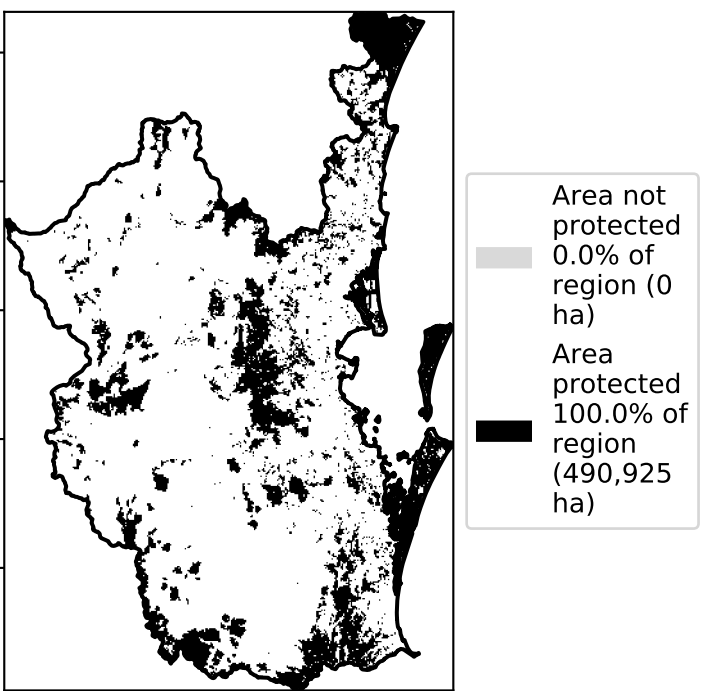 Area not
protected
0.0% of
region (0
ha)
Area
protected
100.0% of
region
(490,925
ha)